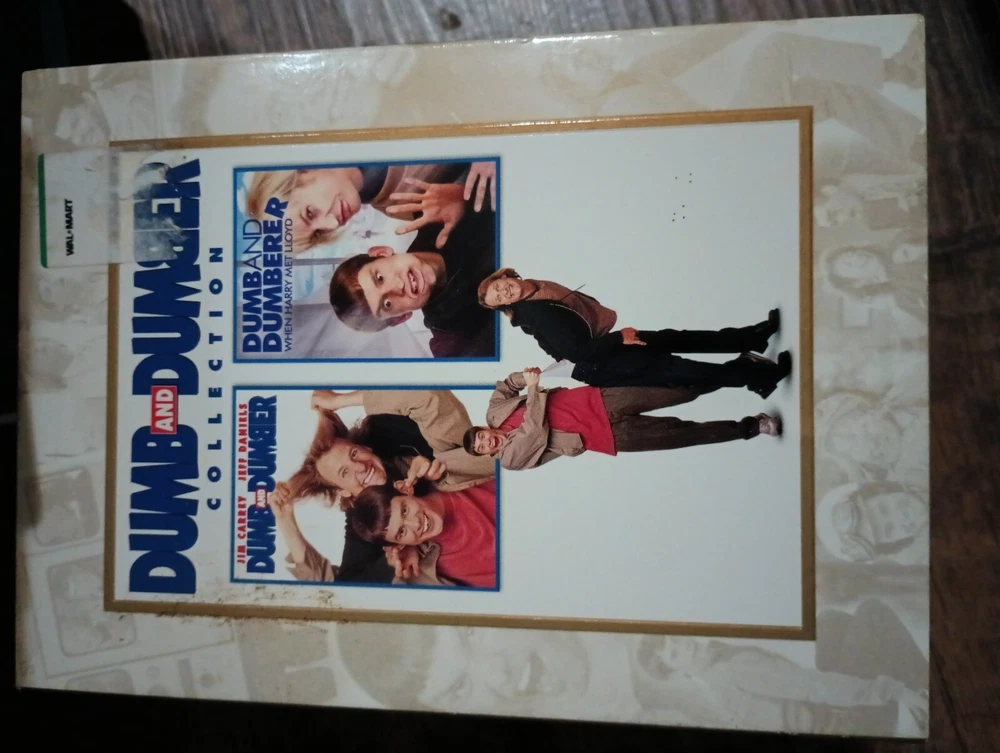 WAL★MART
DUMB AND DUMBER
COLLECTION
JIM CARREY JEFF DANIELS
DUMB AND DUMBER
DUMB AND
DUMBERER
WHEN HARRY MET LLOYD